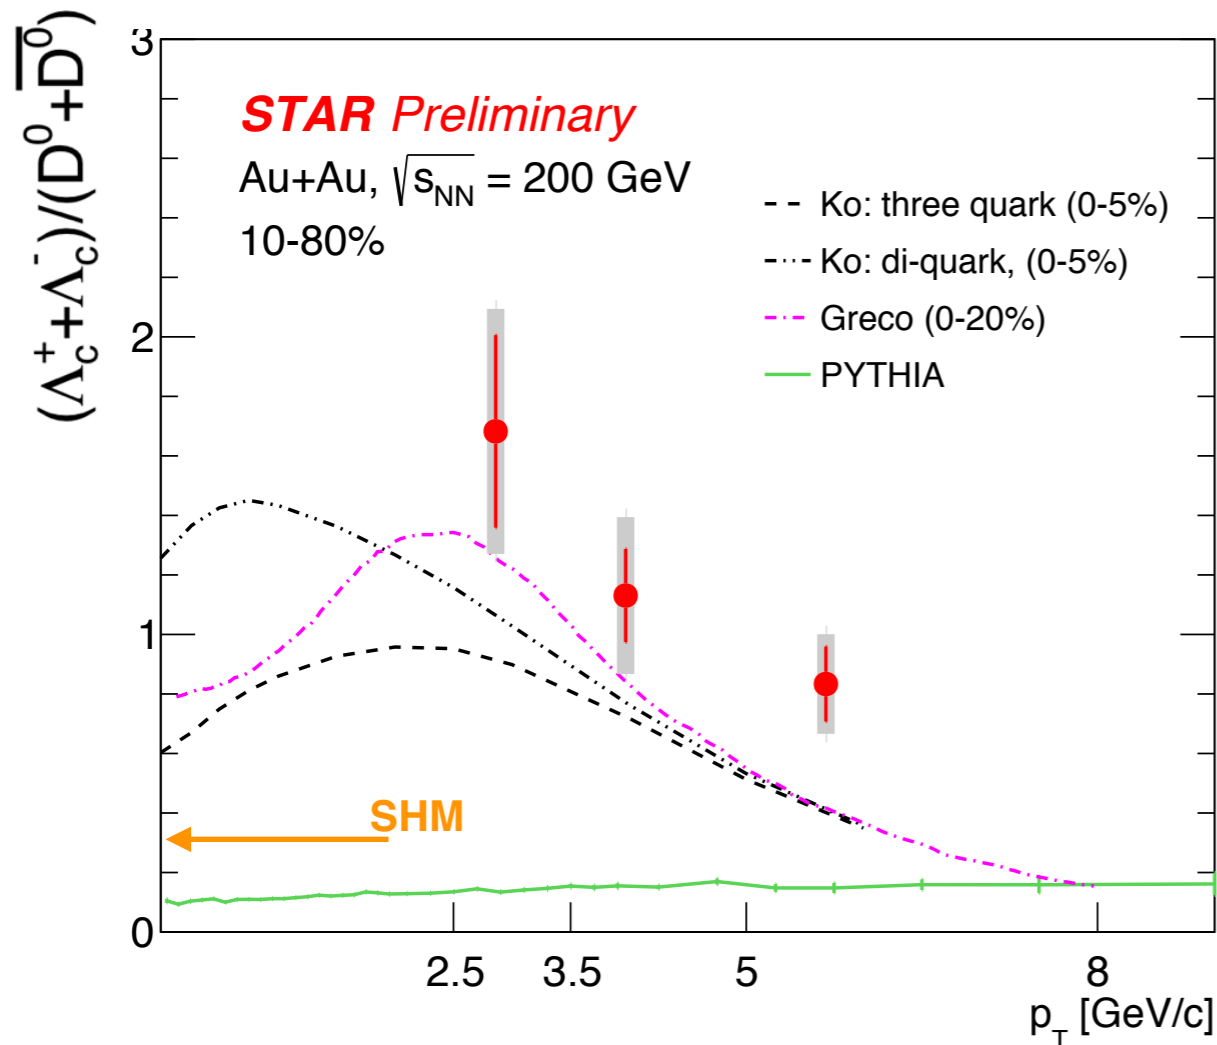 (Λc+ + Λc-)/(D0 + D̅0)
3
STAR Preliminary
Au+Au, √sNN = 200 GeV
10-80%
Ko: three quark (0-5%)
Ko: di-quark, (0-5%)
Greco (0-20%)
PYTHIA
2
1
SHM
0
2.5 3.5 5 8
pT [GeV/c]